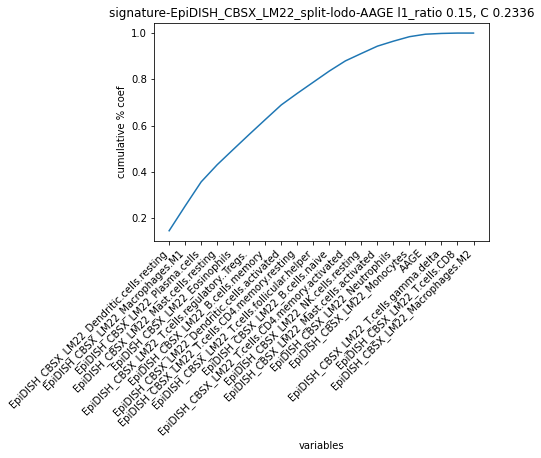 signature-EpiDISH_CBSX_LM22_split-lodo-AAGE l1_ratio 0.15, C 0.2336
1.0
0.8
0.6
0.4
0.2
cumulative % coef
EpiDISH_CBSX_LM22_Dendritic.cells.resting
EpiDISH_CBSX_LM22_Macrophages.M1
EpiDISH_CBSX_LM22_Plasma.cells
EpiDISH_CBSX_LM22_Mast.cells.resting
EpiDISH_CBSX_LM22_Eosinophils
EpiDISH_CBSX_LM22_T.cells.regulatory..Tregs.
EpiDISH_CBSX_LM22_B.cells.memory
EpiDISH_CBSX_LM22_Dendritic.cells.activated
EpiDISH_CBSX_LM22_T.cells.CD4.memory.resting
EpiDISH_CBSX_LM22_T.cells.follicular.helper
EpiDISH_CBSX_LM22_B.cells.naive
EpiDISH_CBSX_LM22_T.cells.CD4.memory.activated
EpiDISH_CBSX_LM22_NK.cells.resting
EpiDISH_CBSX_LM22_Mast.cells.activated
EpiDISH_CBSX_LM22_Neutrophils
EpiDISH_CBSX_LM22_Monocytes
AAGE
EpiDISH_CBSX_LM22_T.cells.gamma.delta
EpiDISH_CBSX_LM22_T.cells.CD8
EpiDISH_CBSX_LM22_Macrophages.M2
variables